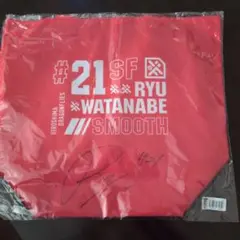 #21 SF
RYU
WATANABE
SMOOTH
HIROSHIMA
DRAGONFLIES